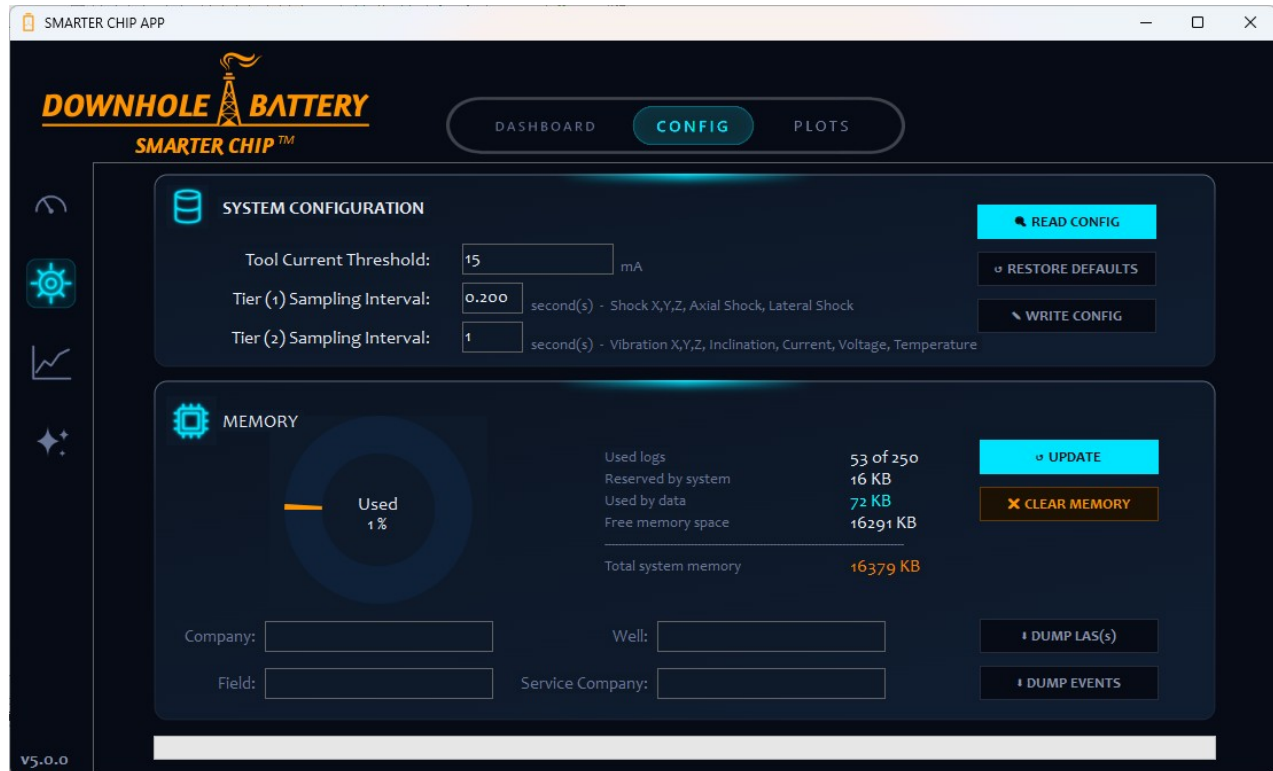 SMARTER CHIP APP
DOWNHOLE BATTERY
SMARTER CHIP™
DASHBOARD CONFIG PLOTS
SYSTEM CONFIGURATION
READ CONFIG
Tool Current Threshold: 15 mA
RESTORE DEFAULTS
Tier (1) Sampling Interval: 0.200 second(s) - Shock X,Y,Z, Axial Shock, Lateral Shock
WRITE CONFIG
Tier (2) Sampling Interval: 1 second(s) - Vibration X,Y,Z, Inclination, Current, Voltage, Temperature
MEMORY
Used
1 %
Used logs 53 of 250
Reserved by system 16 KB
Used by data 72 KB
Free memory space 16291 KB
Total system memory 16379 KB
UPDATE
CLEAR MEMORY
Company: Well:
DUMP LAS(s)
Field: Service Company:
DUMP EVENTS
v5.0.0